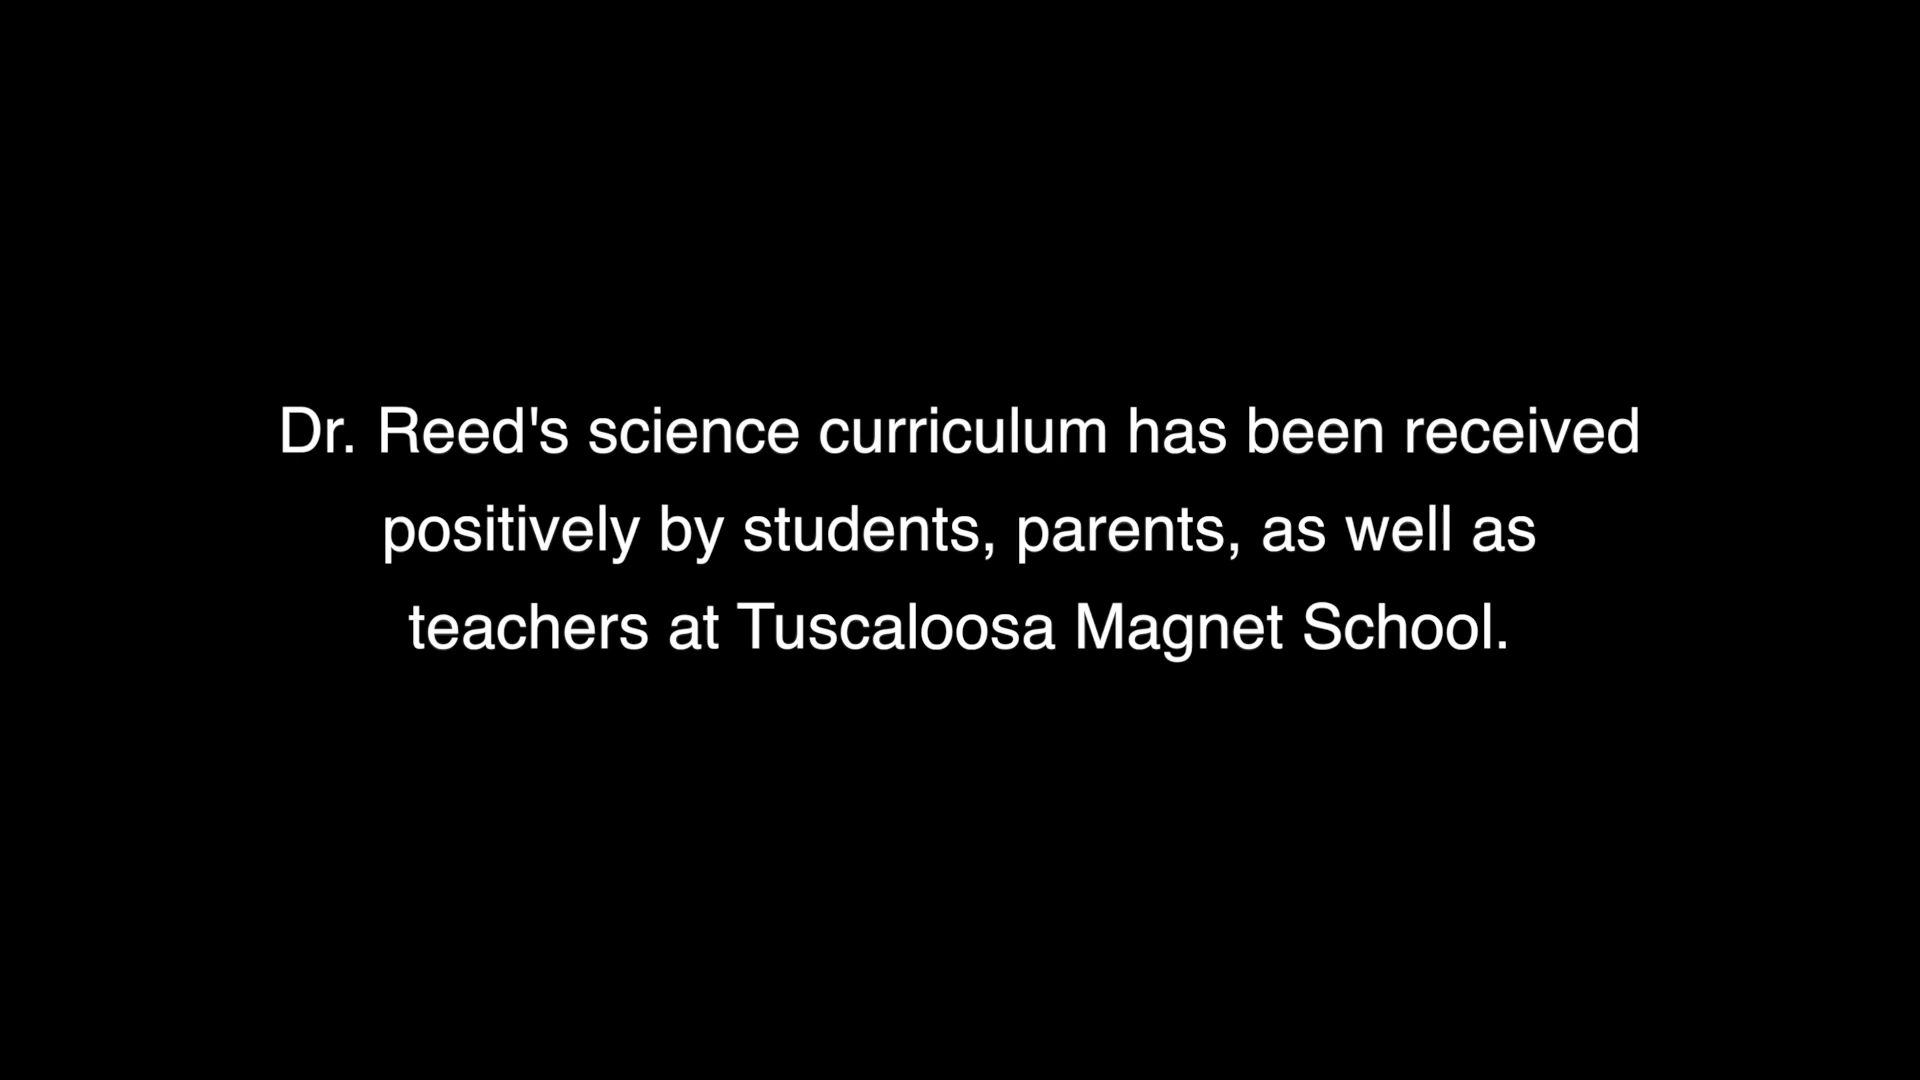 Dr. Reed's science curriculum has been received
positively by students, parents, as well as
teachers at Tuscaloosa Magnet School.